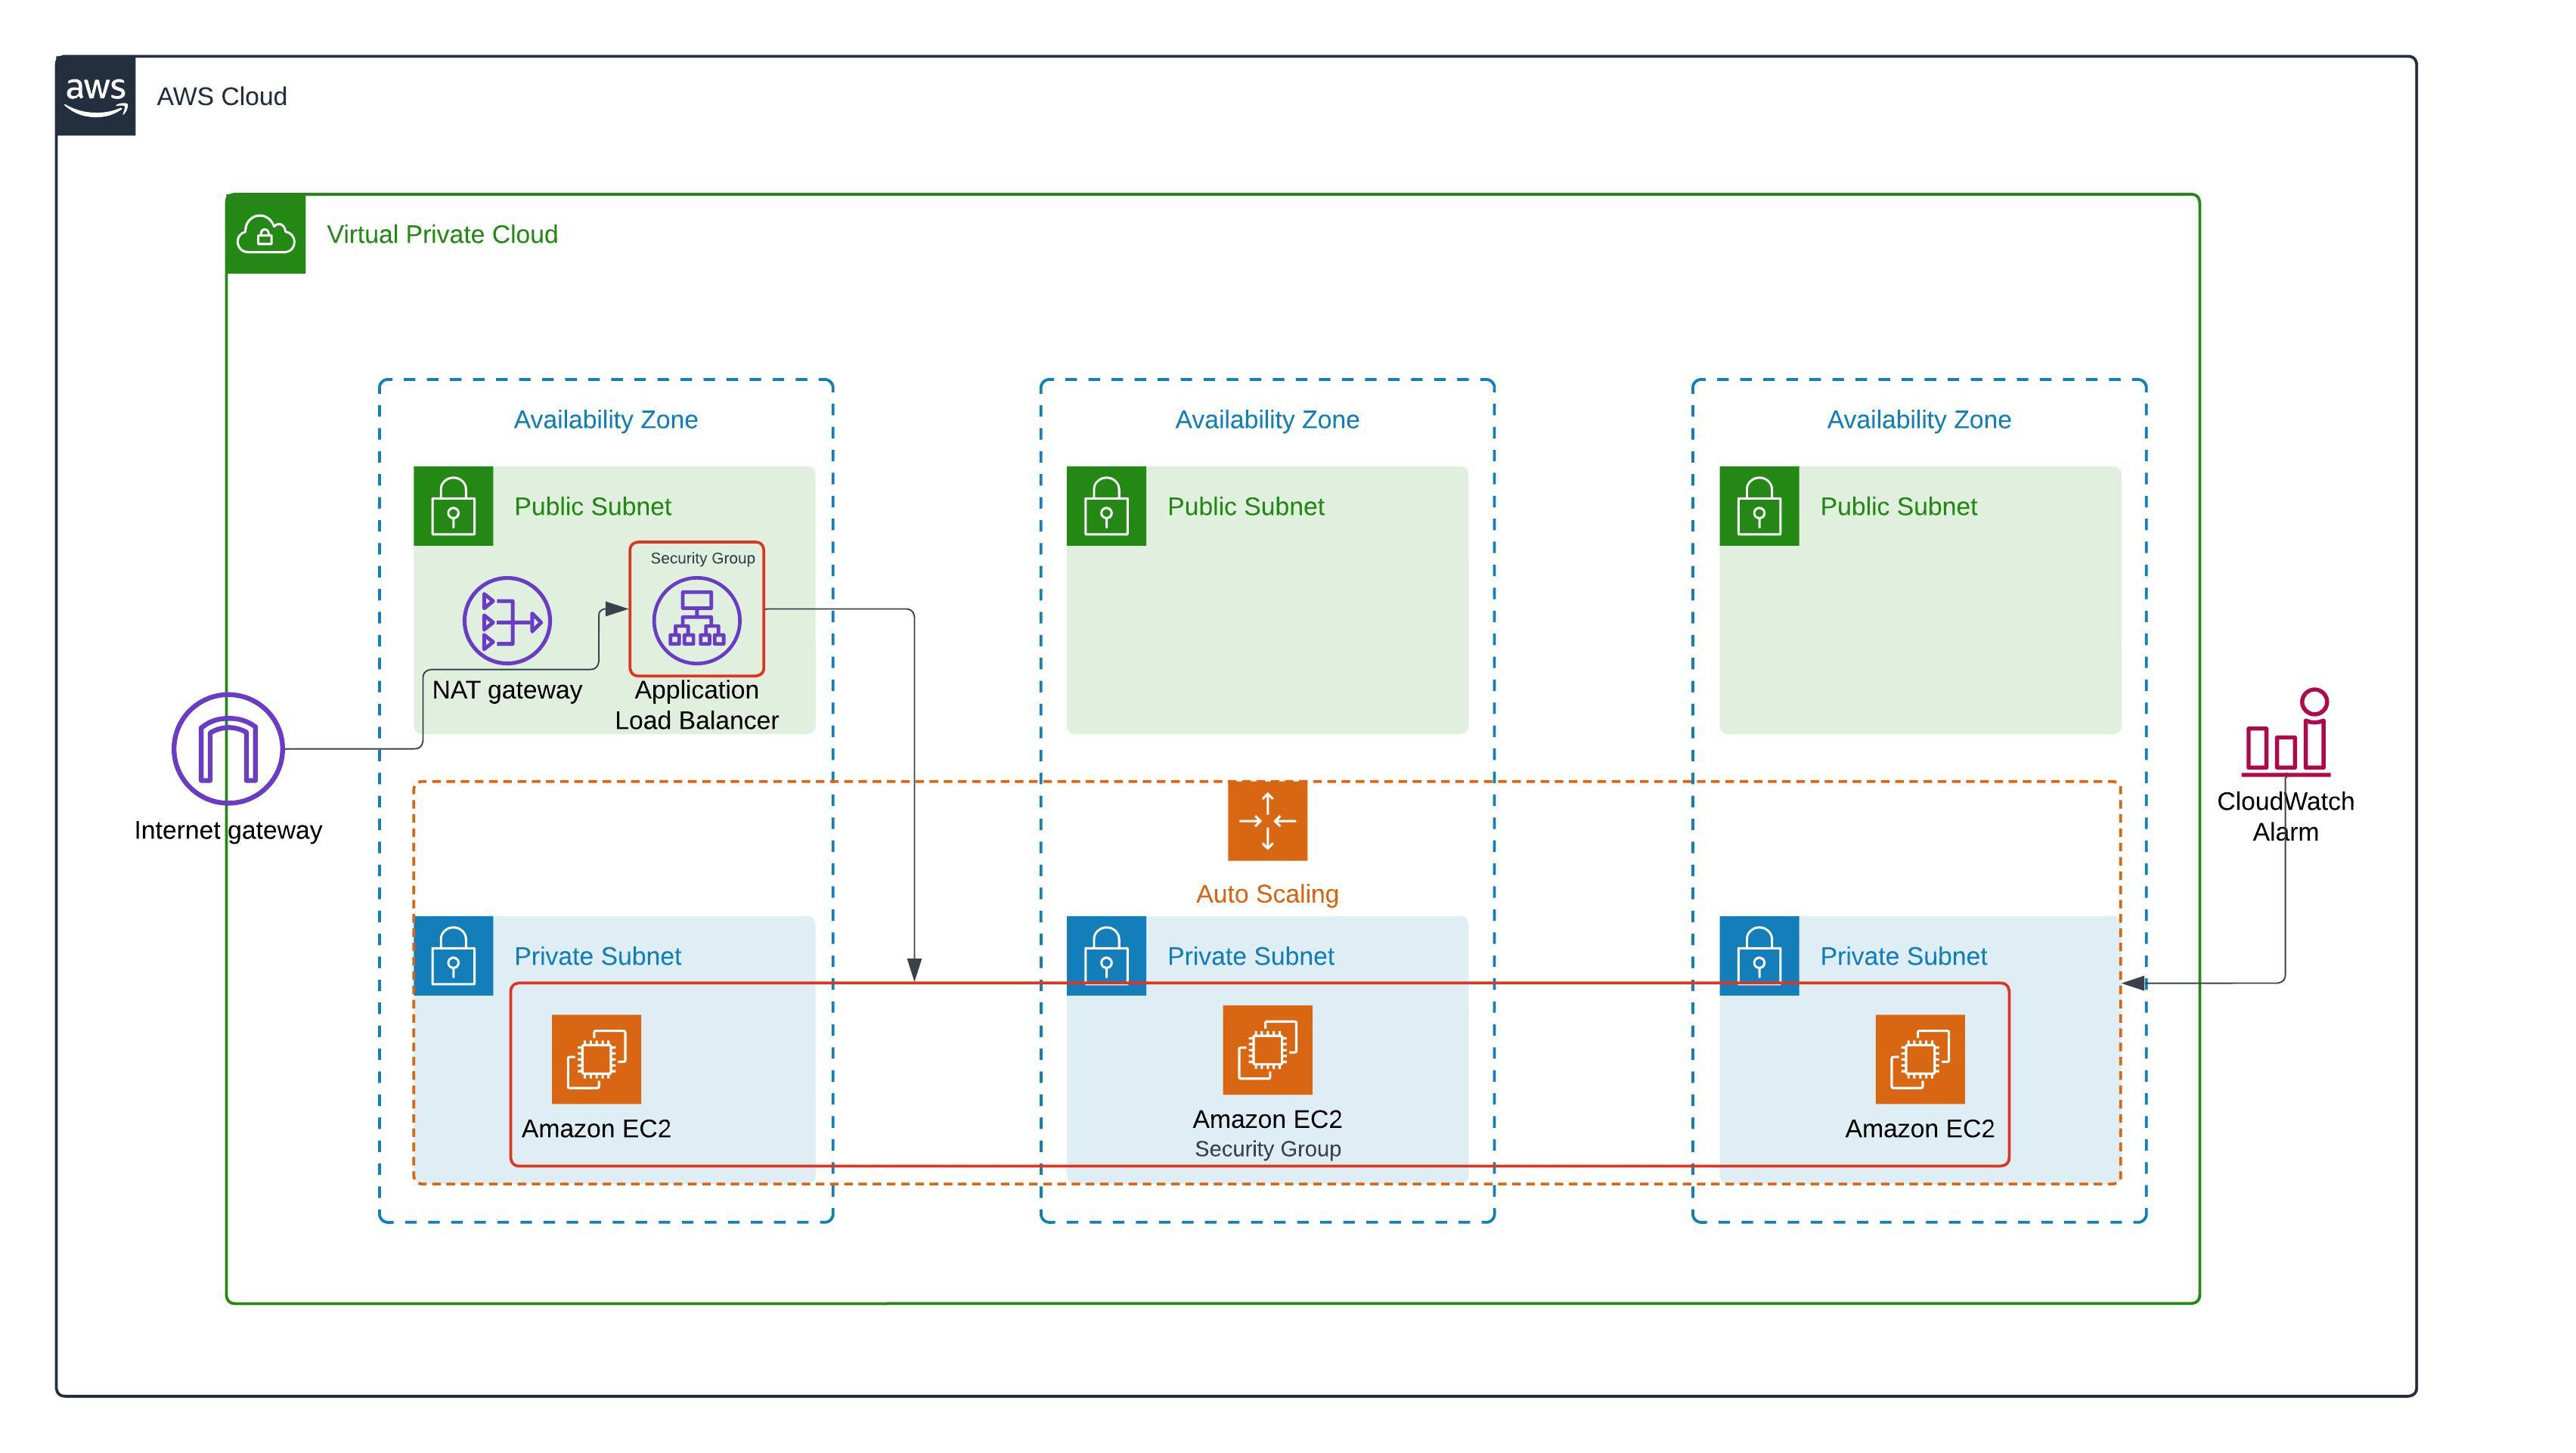 aws
AWS Cloud
Virtual Private Cloud
Availability Zone
Availability Zone
Availability Zone
Public Subnet
Public Subnet
Public Subnet
Security Group
NAT gateway
Application
Load Balancer
Internet gateway
CloudWatch
Alarm
Auto Scaling
Private Subnet
Private Subnet
Private Subnet
Amazon EC2
Amazon EC2
Security Group
Amazon EC2